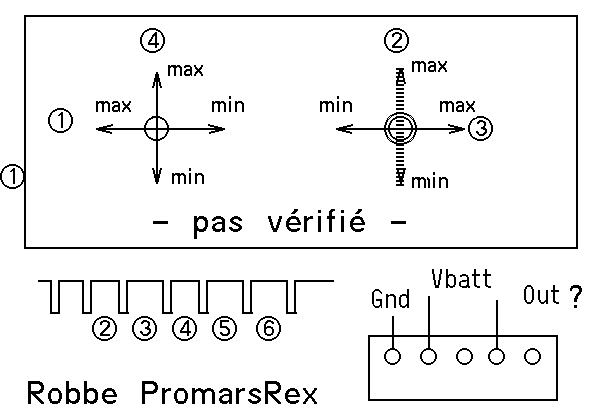 ④ ②
max max
① max min min max ③
①
min min
- pas vérifié -
Gnd Vbatt Out ?
② ③ ④ ⑤ ⑥
Robbe PromarsRex